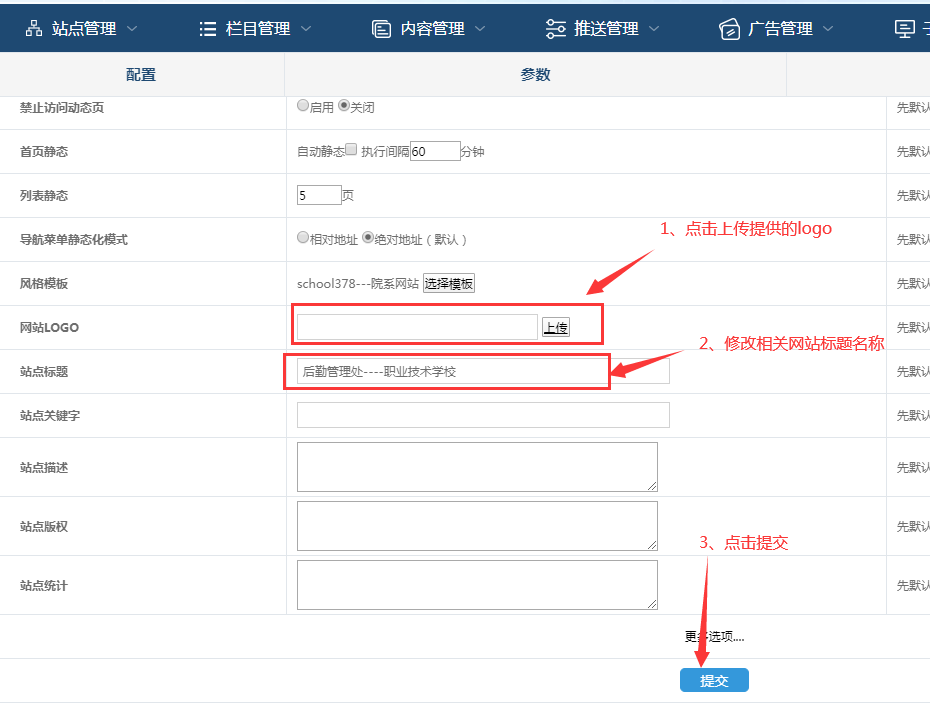 站点管理 栏目管理 内容管理 推送管理 广告管理
配置 参数
禁止访问动态页 启用 关闭 先默认
首页静态 自动静态 执行间隔 60 分钟 先默认
列表静态 5 页 先默认
导航菜单静态化模式 相对地址 绝对地址（默认） 先默认
1、点击上传提供的logo
风格模板 school378---院系网站 选择模板 先默认
网站LOGO 上传 先默认
2、修改相关网站标题名称
站点标题 后勤管理处----职业技术学校 先默认
站点关键字 先默认
站点描述 先默认
站点版权 先默认
3、点击提交
站点统计 先默认
更多选项....
提交